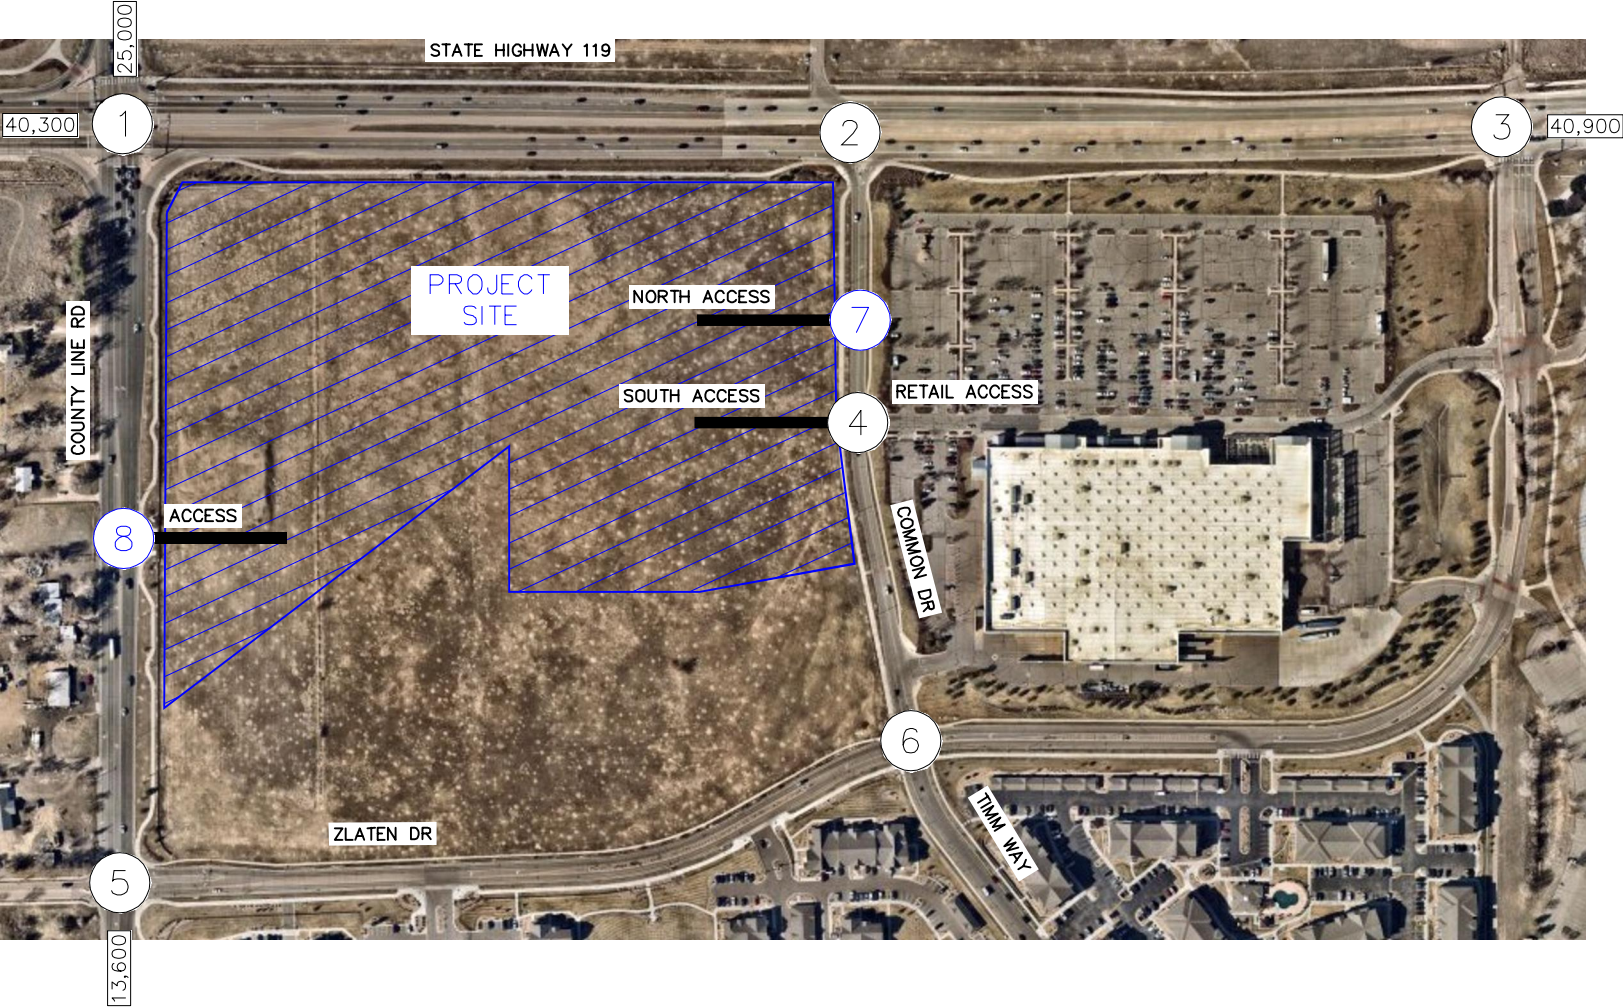 25,000
STATE HIGHWAY 119
40,300
1
2
3
40,900
PROJECT
SITE
NORTH ACCESS
7
COUNTY LINE RD
SOUTH ACCESS
RETAIL ACCESS
4
ACCESS
8
COMMON DR
6
TIMM WAY
ZLATEN DR
5
13,600